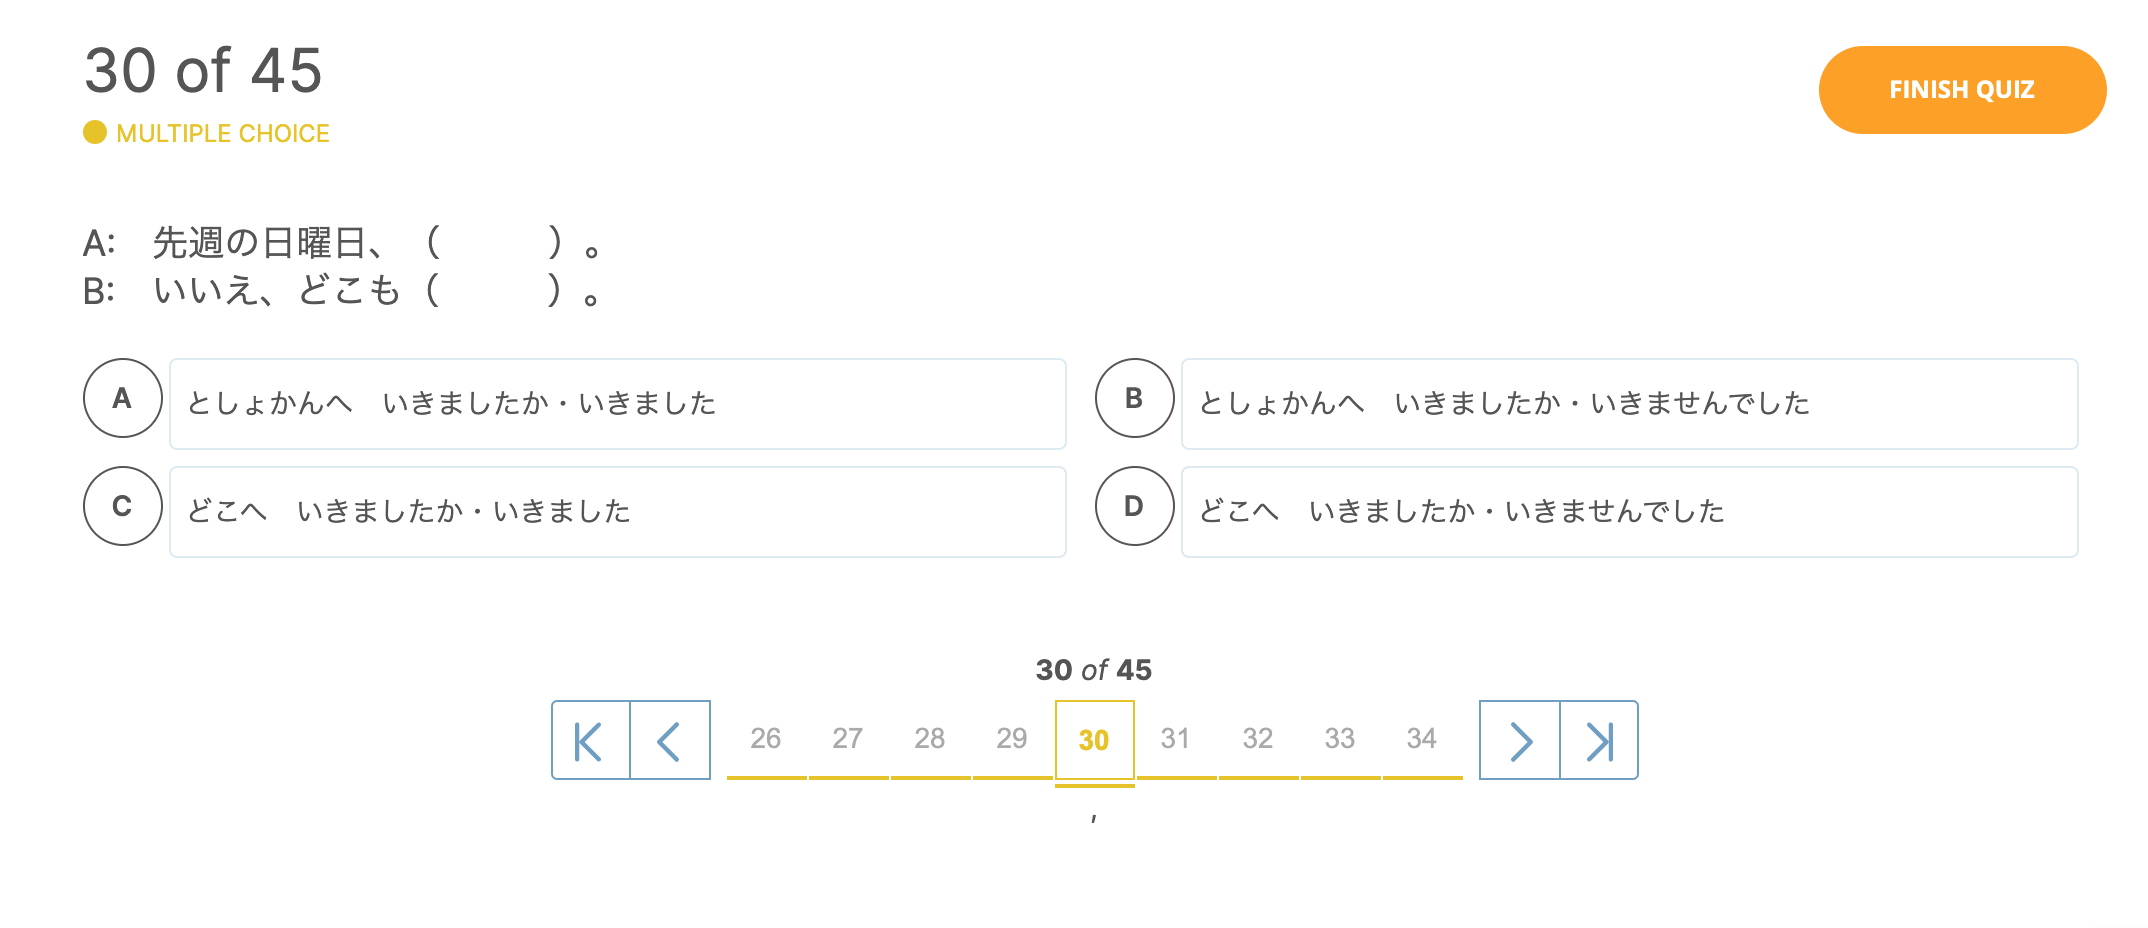 30 of 45
FINISH QUIZ
MULTIPLE CHOICE
A:　先週の日曜日、（　　　）。
B:　いいえ、どこも（　　　）。
A としょかんへ　いきましたか・いきました
B としょかんへ　いきましたか・いきませんでした
C どこへ　いきましたか・いきました
D どこへ　いきましたか・いきませんでした
30 of 45
26 27 28 29 30 31 32 33 34
,